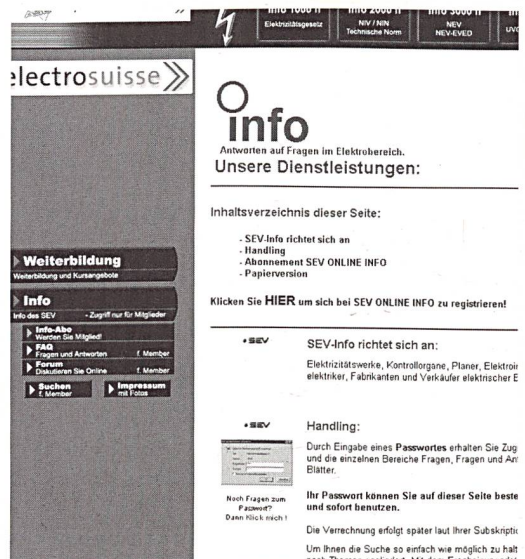 Info 1000 II
Info 2000 II
Info 3000 II
Elektrizitätsgesetz
NIV / NIN
Technische Norm
NEV
NEV-EVED
electrosuisse
info
Antworten auf Fragen im Elektrobereich.
Unsere Dienstleistungen:
Inhaltsverzeichnis dieser Seite:
- SEV-Info richtet sich an
- Handling
- Abonnement SEV ONLINE INFO
- Papierversion
Klicken Sie HIER um sich bei SEV ONLINE INFO zu registrieren!
Weiterbildung
Weiterbildung und Kursangebote
Info
Info des SEV - Zugriff nur für Mitglieder
Info-Abo
Werden Sie Mitglied!
FAQ
Fragen und Antworten f. Member
Forum
Diskutieren Sie Online f. Member
Suchen
f. Member
Impressum
mit Fotos
SEV
SEV-Info richtet sich an:
Elektrizitätswerke, Kontrollorgane, Planer, Elektroin
elektriker, Fabrikanten und Verkäufer elektrischer E
SEV
Handling:
Durch Eingabe eines Passwortes erhalten Sie Zug
und die einzelnen Bereiche Fragen, Fragen und An
Blätter.
Noch Fragen zum
Passwort?
Dann Klick mich !
Ihr Passwort können Sie auf dieser Seite beste
und sofort benutzen.
Die Verrechnung erfolgt später laut Ihrer Subskriptio
Um Ihnen die Suche so einfach wie möglich zu halt